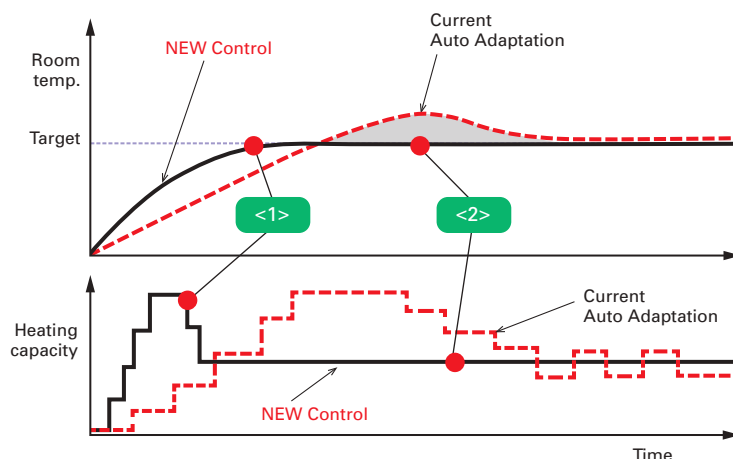 Current
Auto Adaptation
NEW Control
Room
temp.
Target
<1>
<2>
Heating
capacity
Current
Auto Adaptation
NEW Control
Time